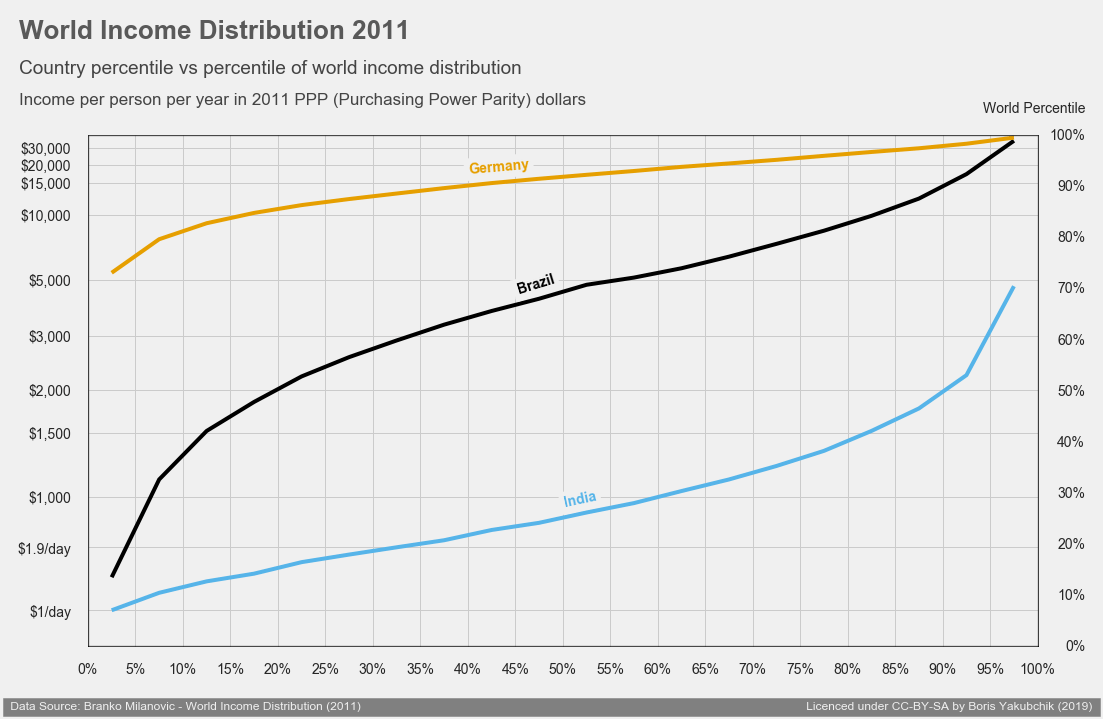 World Income Distribution 2011
Country percentile vs percentile of world income distribution
Income per person per year in 2011 PPP (Purchasing Power Parity) dollars
World Percentile
$30,000
$20,000
$15,000
$10,000
$5,000
$3,000
$2,000
$1,500
$1,000
$1.9/day
$1/day
Germany
Brazil
India
100%
90%
80%
70%
60%
50%
40%
30%
20%
10%
0%
0% 5% 10% 15% 20% 25% 30% 35% 40% 45% 50% 55% 60% 65% 70% 75% 80% 85% 90% 95% 100%
Data Source: Branko Milanovic - World Income Distribution (2011)
Licenced under CC-BY-SA by Boris Yakubchik (2019)